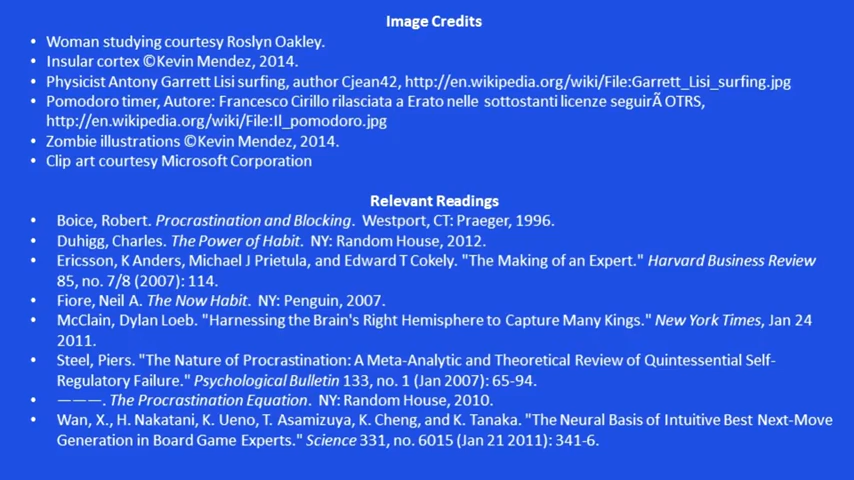 Image Credits
• Woman studying courtesy Roslyn Oakley.
• Insular cortex ©Kevin Mendez, 2014.
• Physicist Antony Garrett Lisi surfing, author Cjean42, http://en.wikipedia.org/wiki/File:Garrett_Lisi_surfing.jpg
• Pomodoro timer, Autore: Francesco Cirillo rilasciata a Erato nelle sottostanti licenze seguirÃ OTRS,
http://en.wikipedia.org/wiki/File:Il_pomodoro.jpg
• Zombie illustrations ©Kevin Mendez, 2014.
• Clip art courtesy Microsoft Corporation
Relevant Readings
• Boice, Robert. Procrastination and Blocking. Westport, CT: Praeger, 1996.
• Duhigg, Charles. The Power of Habit. NY: Random House, 2012.
• Ericsson, K Anders, Michael J Prietula, and Edward T Cokely. "The Making of an Expert." Harvard Business Review
85, no. 7/8 (2007): 114.
• Fiore, Neil A. The Now Habit. NY: Penguin, 2007.
• McClain, Dylan Loeb. "Harnessing the Brain's Right Hemisphere to Capture Many Kings." New York Times, Jan 24
2011.
• Steel, Piers. "The Nature of Procrastination: A Meta-Analytic and Theoretical Review of Quintessential Self-
Regulatory Failure." Psychological Bulletin 133, no. 1 (Jan 2007): 65-94.
• ———. The Procrastination Equation. NY: Random House, 2010.
• Wan, X., H. Nakatani, K. Ueno, T. Asamizuya, K. Cheng, and K. Tanaka. "The Neural Basis of Intuitive Best Next-Move
Generation in Board Game Experts." Science 331, no. 6015 (Jan 21 2011): 341-6.